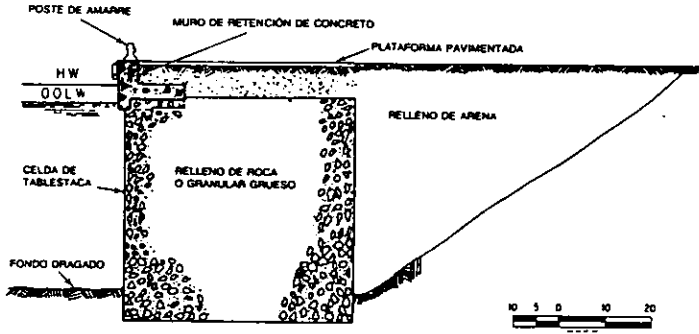 POSTE DE AMARRE
MURO DE RETENCIÓN DE CONCRETO
PLATAFORMA PAVIMENTADA
HW
00LW
RELLENO DE ARENA
CELDA DE
TABLESTACA
RELLENO DE ROCA
O GRANULAR GRUESO
FONDO DRAGADO
10 5 0 10 20